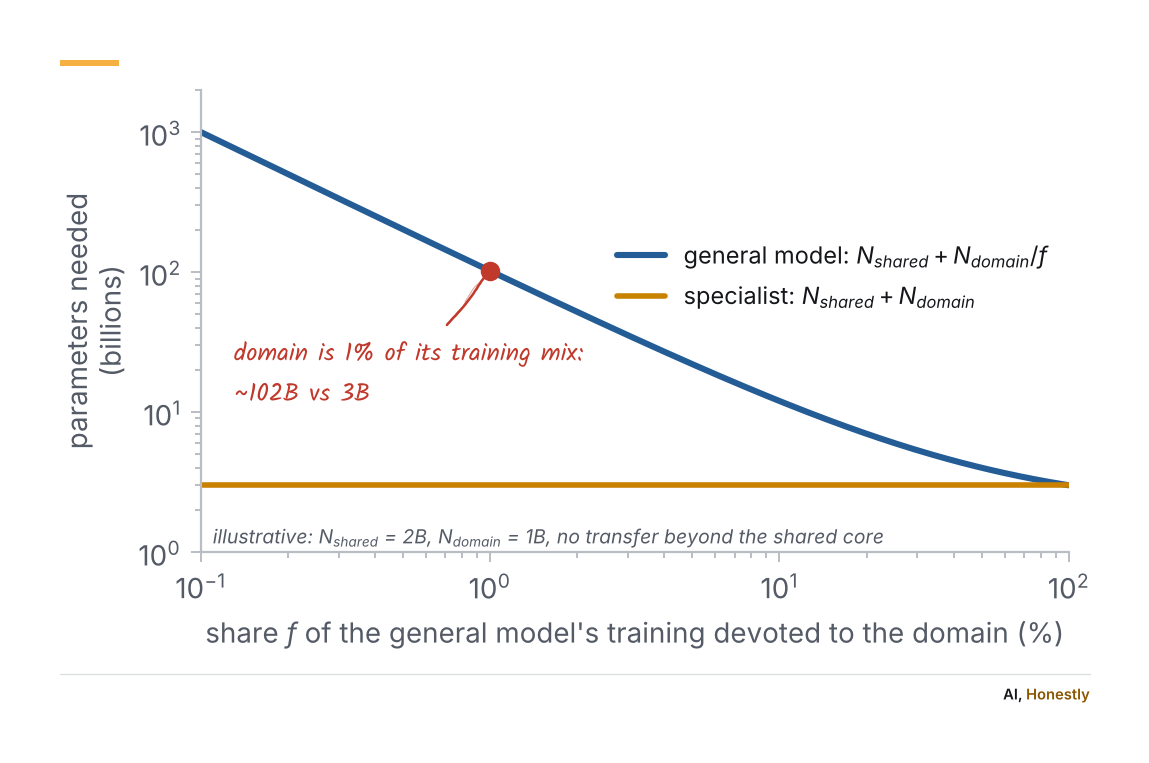 10³
10²
10¹
10⁰
parameters needed
(billions)
general model: N_shared + N_domain/f
specialist: N_shared + N_domain
domain is 1% of its training mix:
~102B vs 3B
illustrative: N_shared = 2B, N_domain = 1B, no transfer beyond the shared core
10⁻¹ 10⁰ 10¹ 10²
share f of the general model's training devoted to the domain (%)
AI, Honestly